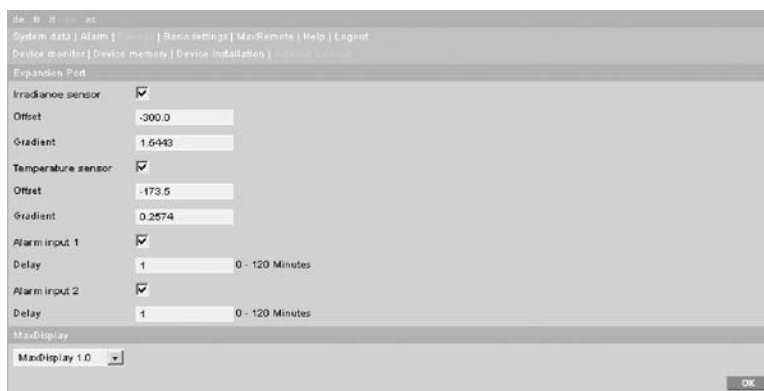 de fr it es
System data | Alarm | | Basic settings | MaxRemote | Help | Logout
Device monitor | Device memory | Device Installation |
Expansion Port
Irradiance sensor
Offset -300.0
Gradient 1.5443
Temperature sensor
Offset -173.5
Gradient 0.2574
Alarm input 1
Delay 1 0 - 120 Minutes
Alarm input 2
Delay 1 0 - 120 Minutes
MaxDisplay
MaxDisplay 1.0
OK